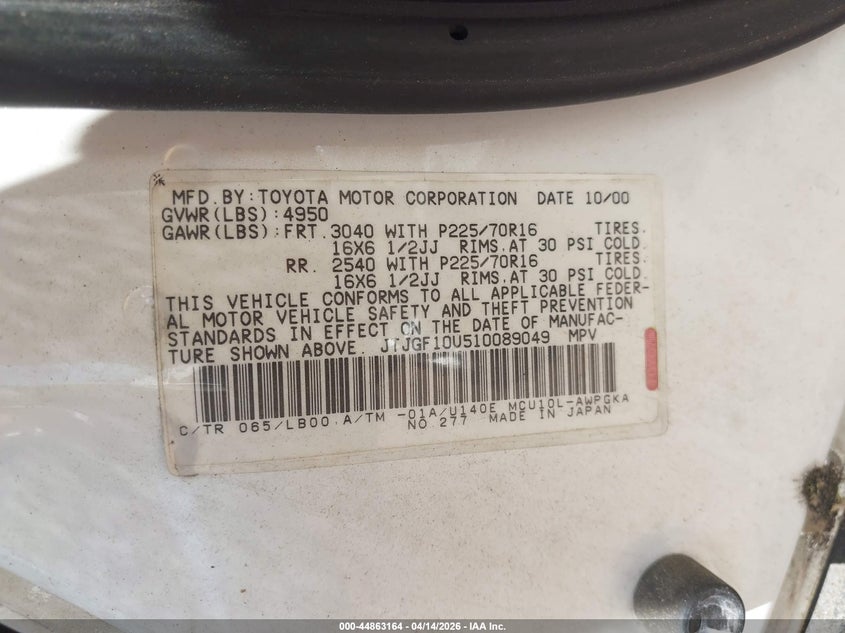 MFD. BY: TOYOTA MOTOR CORPORATION DATE 10/00
GVWR(LBS): 4950
GAWR(LBS): FRT. 3040 WITH P225/70R16 TIRES.
16X6 1/2JJ RIMS. AT 30 PSI COLD.
RR. 2540 WITH P225/70R16 TIRES.
16X6 1/2JJ RIMS. AT 30 PSI COLD.
THIS VEHICLE CONFORMS TO ALL APPLICABLE FEDER-
AL MOTOR VEHICLE SAFETY AND THEFT PREVENTION
STANDARDS IN EFFECT ON THE DATE OF MANUFAC-
TURE SHOWN ABOVE. JTJGF10U510089049 MPV
C/TR 065/LB00 A/TM -01A/U140E MCU10L-AWPGKA
NO. 277 MADE IN JAPAN
000-44863164 | 04/14/2026 | IAA Inc.